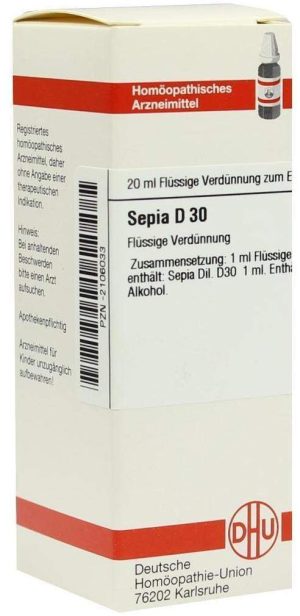 Homöopathisches
Arzneimittel
Registriertes
homöopathisches
Arzneimittel, daher
ohne Angabe einer
therapeutischen
Indikation.
Hinweis:
Bei anhaltenden
Beschwerden
bitte einen Arzt
aufsuchen.
Apothekenpflichtig
Arzneimittel für
Kinder unzugänglich
aufbewahren!
PZN -2106033
20 ml Flüssige Verdünnung zum E
Sepia D 30
Flüssige Verdünnung
Zusammensetzung: 1 ml Flüssige
enthält: Sepia Dil. D30 1 ml. Entha
Alkohol.
DHU
Deutsche
Homöopathie-Union
76202 Karlsruhe